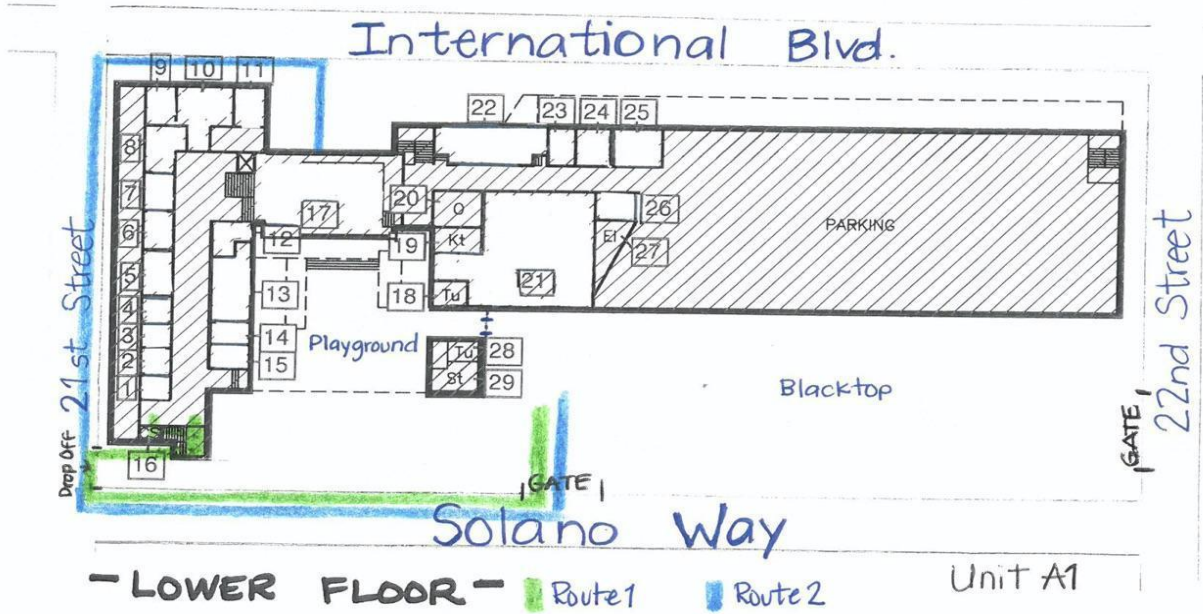 International Blvd.
9 10 11
22 23 24 25
8
7
20 O
26
17
6
Kt
El
27
PARKING
12 19
5
21
13
18 Tu
4
14
Playground
3
15
Tu 28
2
St 29
1
Blacktop
21st Street
22nd Street
GATE
Drop Off
16
GATE
Solano Way
- LOWER FLOOR -
Route 1
Route 2
Unit A1